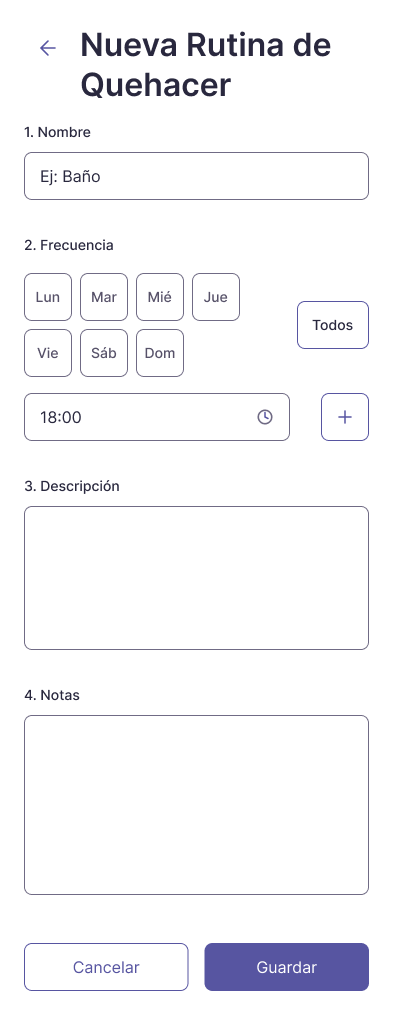 Nueva Rutina de
Quehacer
1. Nombre
Ej: Baño
2. Frecuencia
Lun Mar Mié Jue
Todos
Vie Sáb Dom
18:00
3. Descripción
4. Notas
Cancelar Guardar